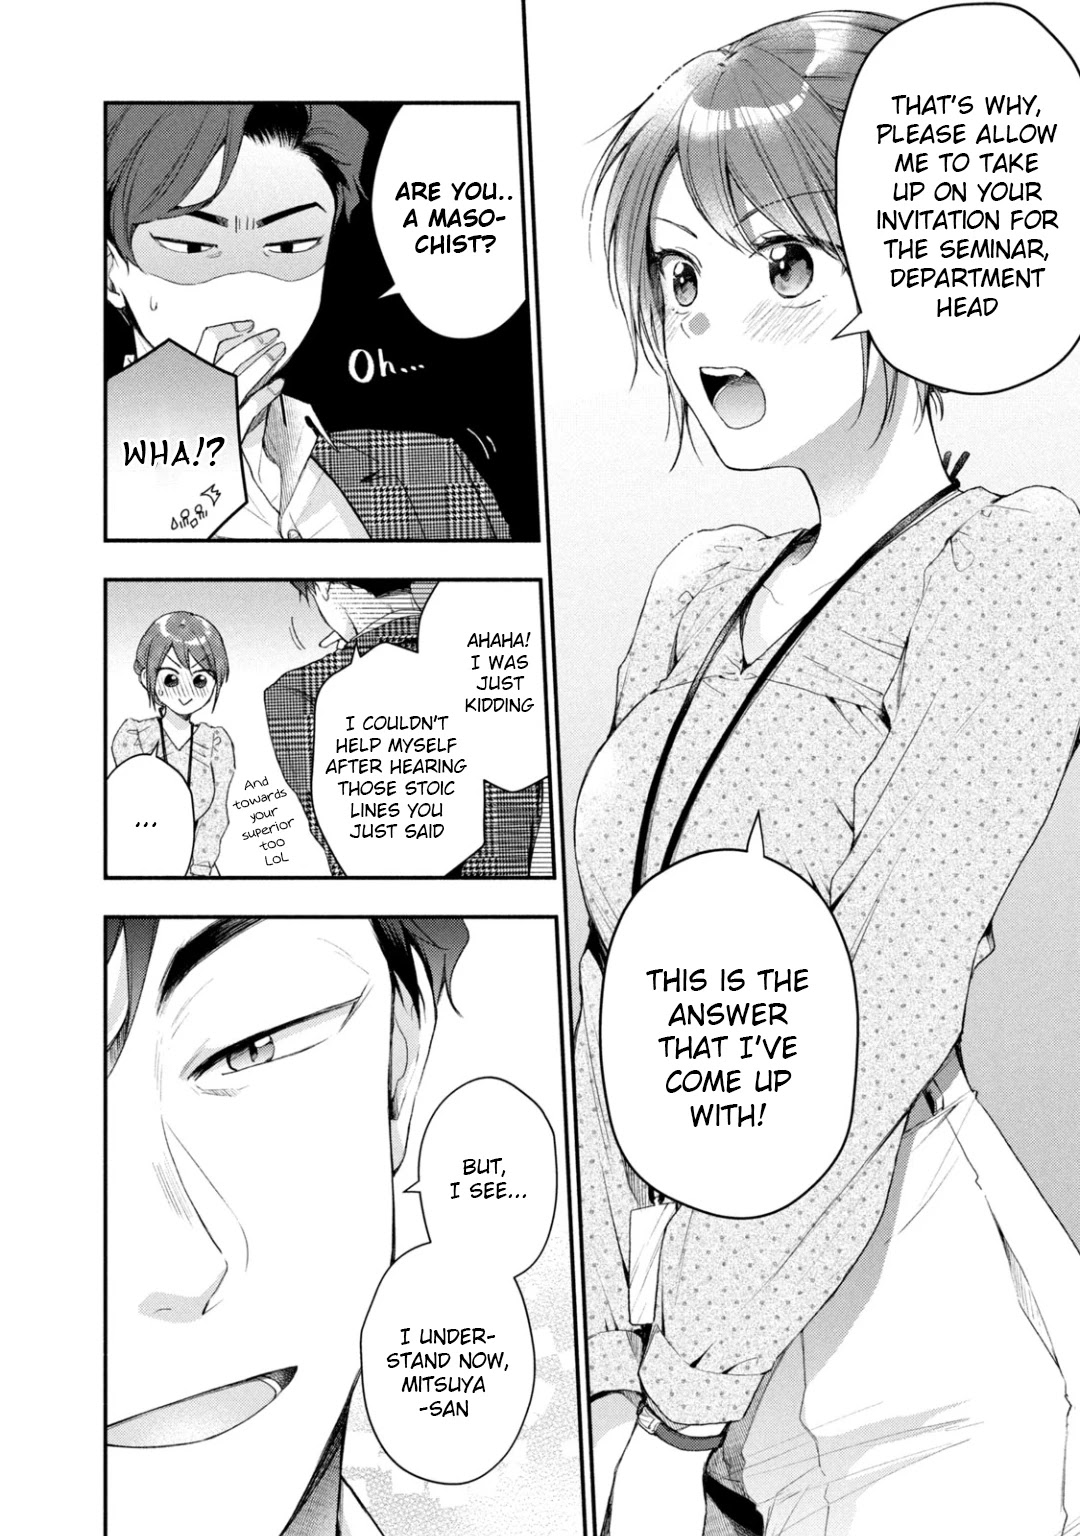 THAT'S WHY,
PLEASE ALLOW
ME TO TAKE
UP ON YOUR
INVITATION FOR
THE SEMINAR,
DEPARTMENT
HEAD
THIS IS THE
ANSWER
THAT I'VE
COME UP
WITH!
ARE YOU..
A MASO-
CHIST?
Oh...
WHA!?
AHAHA!
I WAS
JUST
KIDDING
I COULDN'T
HELP MYSELF
AFTER HEARING
THOSE STOIC
LINES YOU
JUST SAID
And
towards
your
superior
too
LoL
...
BUT,
I SEE...
I UNDER-
STAND NOW,
MITSUYA
-SAN